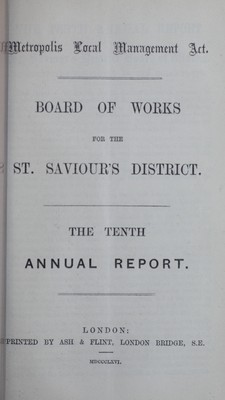 Metropolis Local Management Act.
BOARD OF WORKS
FOR THE
ST. SAVIOUR'S DISTRICT.
THE TENTH
ANNUAL REPORT.
LONDON:
PRINTED BY ASH & FLINT, LONDON BRIDGE, S.E.
MDCCCLXVI.